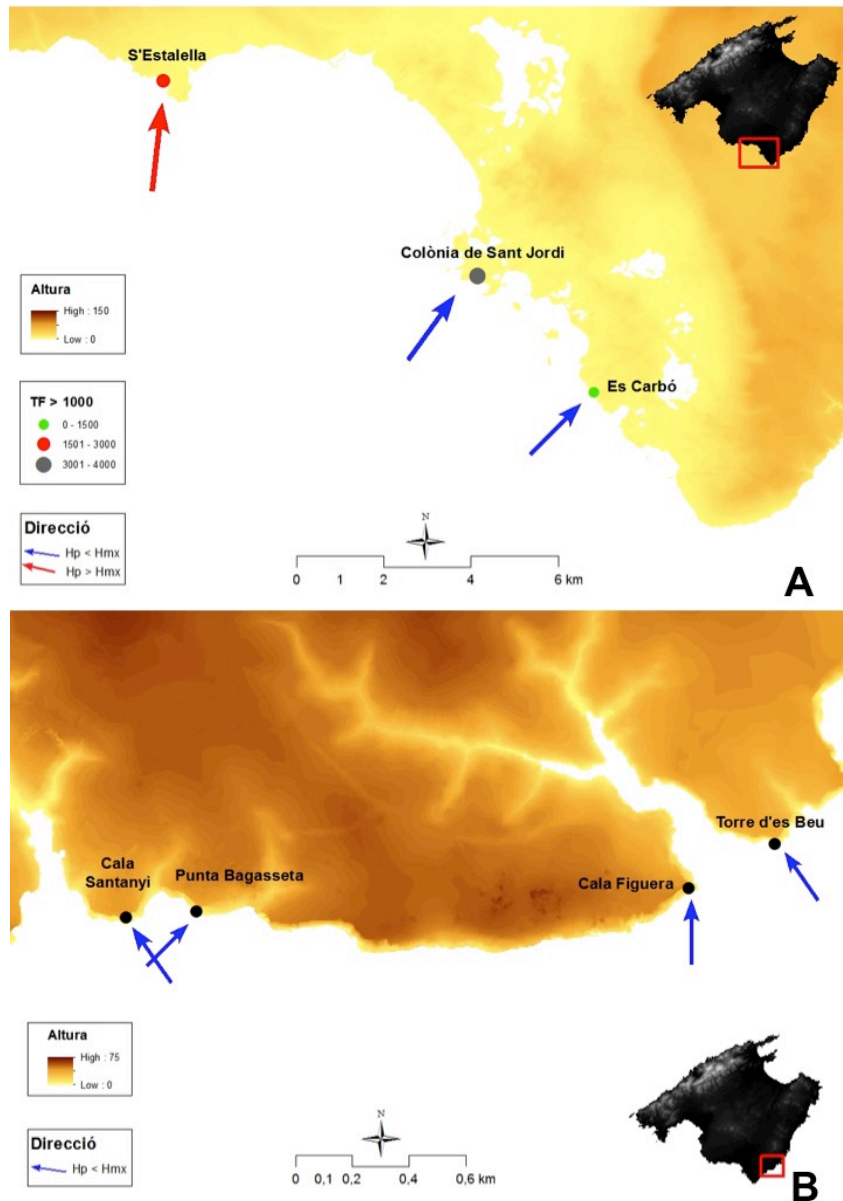 S'Estalella
Colònia de Sant Jordi
Es Carbó
Altura
High : 150
Low : 0
TF > 1000
0 - 1500
1501 - 3000
3001 - 4000
Direcció
Hp < Hmx
Hp > Hmx
N
0 1 2 4 6 km
A
Cala
Santanyi
Punta Bagasseta
Cala Figuera
Torre d'es Beu
Altura
High : 75
Low : 0
Direcció
Hp < Hmx
N
0 0,1 0,2 0,4 0,6 km
B